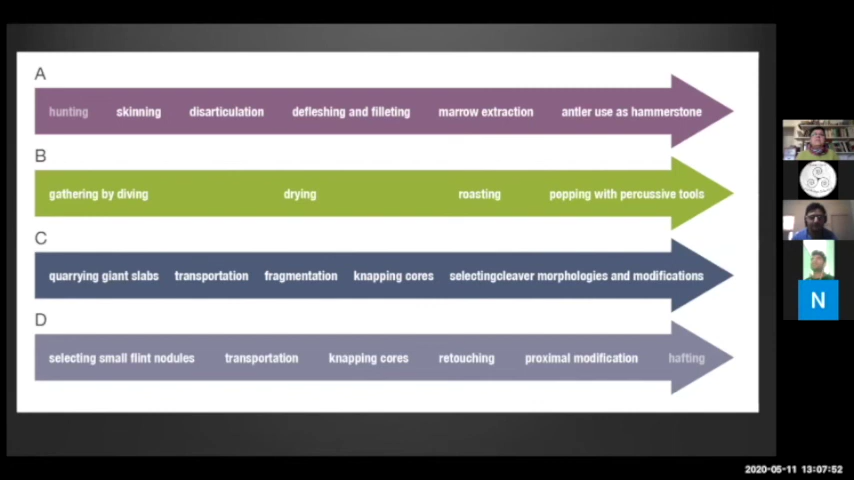 A
hunting skinning disarticulation defleshing and filleting marrow extraction antler use as hammerstone
B
gathering by diving drying roasting popping with percussive tools
C
quarrying giant slabs transportation fragmentation knapping cores selectingcleaver morphologies and modifications
D
selecting small flint nodules transportation knapping cores retouching proximal modification hafting
N
2020-05-11 13:07:52